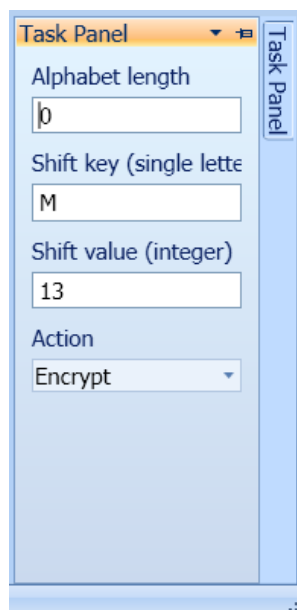 Task Panel
Task Panel
Alphabet length
0
Shift key (single lette
M
Shift value (integer)
13
Action
Encrypt